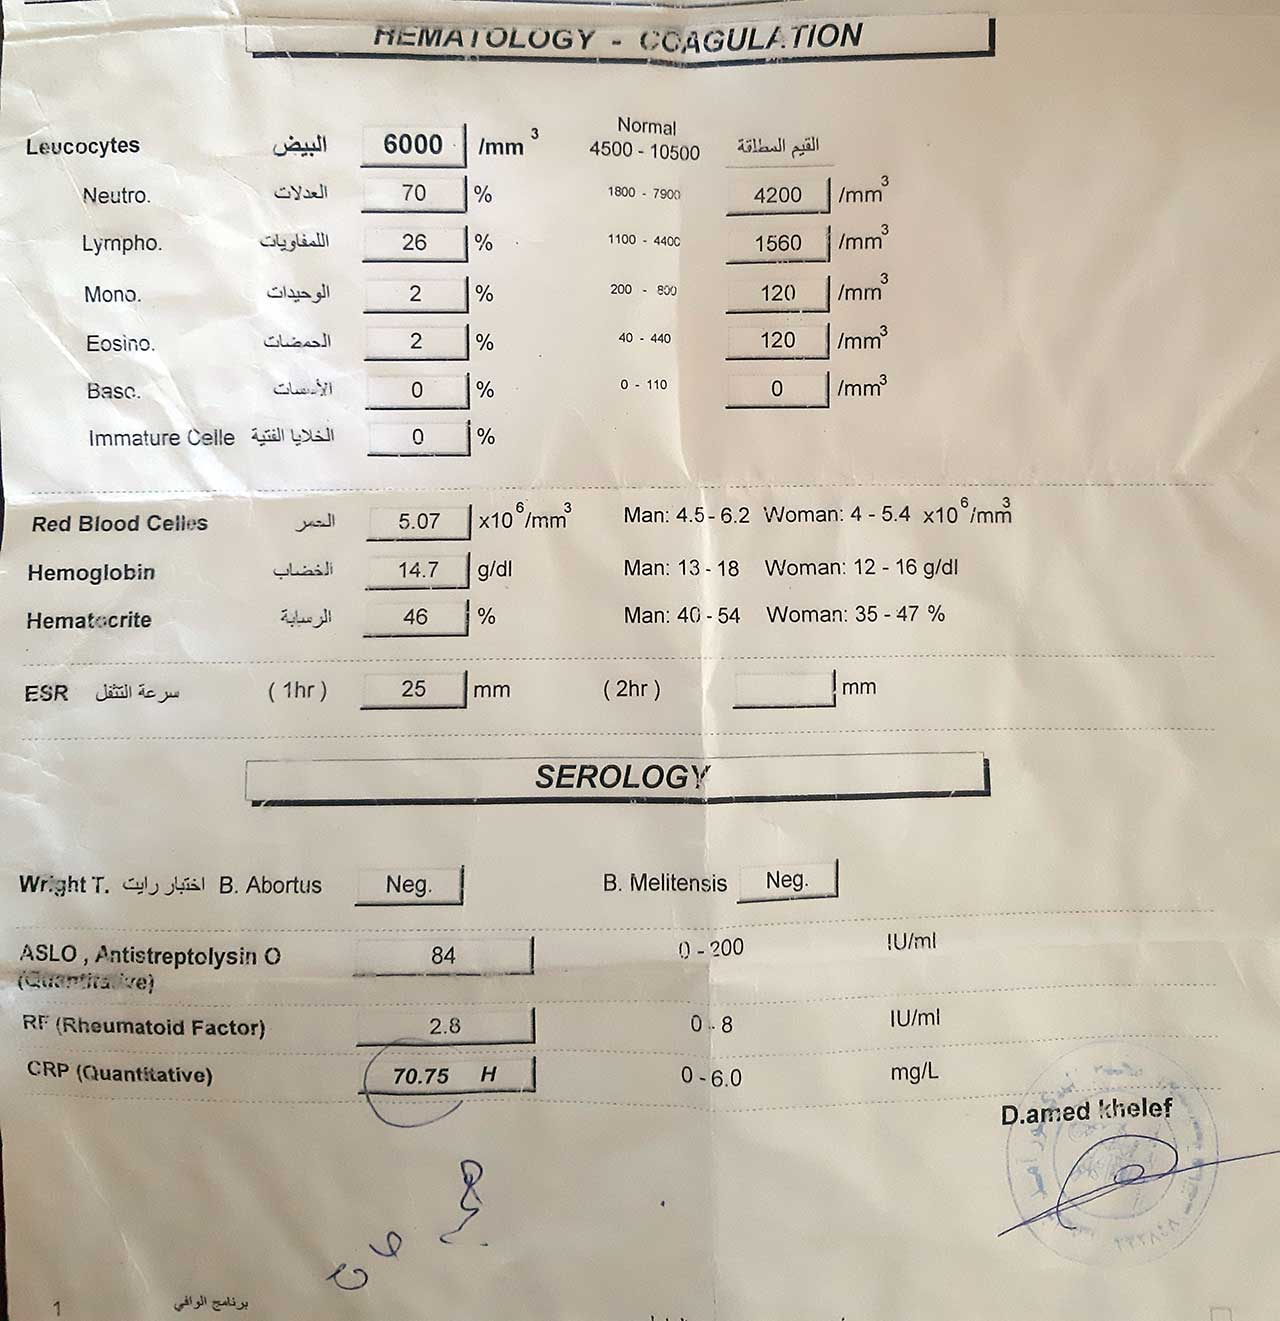 HEMATOLOGY - COAGULATION
Normal
Leucocytes البيض 6000 /mm³ 4500 - 10500 القيم المطلقة
Neutro. العدلات 70 % 1800 - 7900 4200 /mm³
Lympho. اللمفاويات 26 % 1100 - 4400 1560 /mm³
Mono. الوحيدات 2 % 200 - 800 120 /mm³
Eosino. الحمضات 2 % 40 - 440 120 /mm³
Baso. الأسسات 0 % 0 - 110 0 /mm³
Immature Celle الخلايا الفتية 0 %
Red Blood Celles الحمر 5.07 x10⁶/mm³ Man: 4.5 - 6.2 Woman: 4 - 5.4 x10⁶/mm³
Hemoglobin الخضاب 14.7 g/dl Man: 13 - 18 Woman: 12 - 16 g/dl
Hematocrite الرسابة 46 % Man: 40 - 54 Woman: 35 - 47 %
ESR سرعة التثفل ( 1hr ) 25 mm ( 2hr ) mm
SEROLOGY
Wright T. اختبار رايت B. Abortus Neg. B. Melitensis Neg.
ASLO , Antistreptolysin O 84 0 - 200 IU/ml
(Quantitative)
RF (Rheumatoid Factor) 2.8 0 - 8 IU/ml
CRP (Quantitative) 70.75 H 0 - 6.0 mg/L
D.amed khelef
1 برنامج الوافي